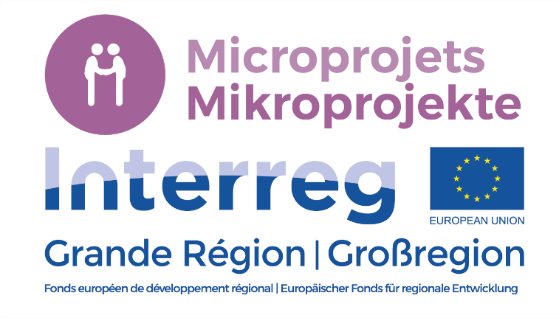 Microprojets
Mikroprojekte
Interreg
EUROPEAN UNION
Grande Région | Großregion
Fonds européen de développement régional | Europäischer Fonds für regionale Entwicklung